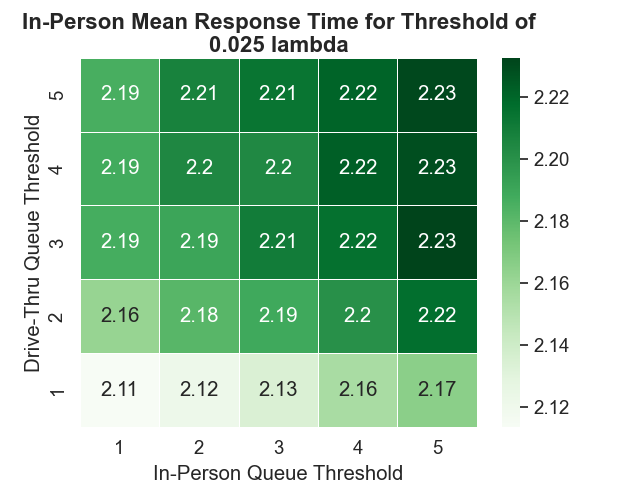 In-Person Mean Response Time for Threshold of
0.025 lambda
Drive-Thru Queue Threshold
5 2.19 2.21 2.21 2.22 2.23
4 2.19 2.2 2.2 2.22 2.23
3 2.19 2.19 2.21 2.22 2.23
2 2.16 2.18 2.19 2.2 2.22
1 2.11 2.12 2.13 2.16 2.17
1 2 3 4 5
In-Person Queue Threshold
2.22
2.20
2.18
2.16
2.14
2.12